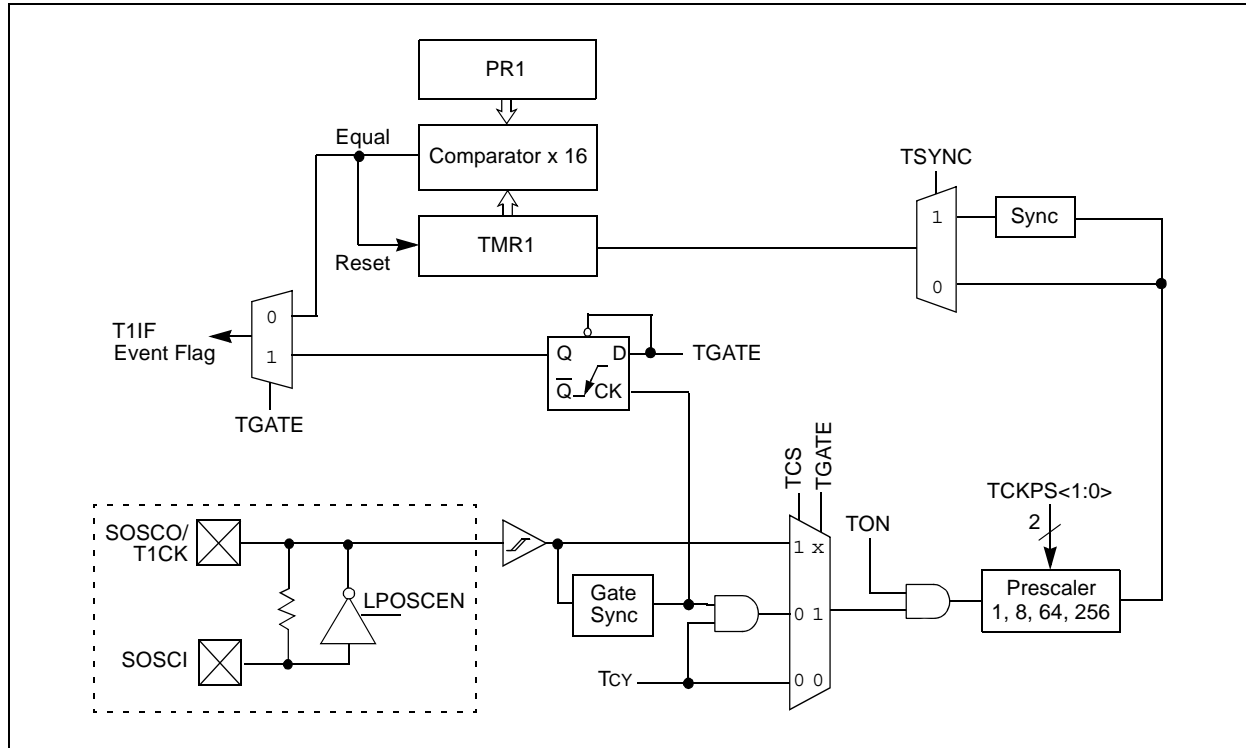 PR1
Equal
Comparator x 16
TSYNC
1
Sync
TMR1
Reset
0
0
T1IF
Event Flag
1
Q
D
TGATE
Q̅
CK
TGATE
TCS
TGATE
TCKPS<1:0>
2
TON
SOSCO/
T1CK
1 x
Prescaler
1, 8, 64, 256
LPOSCEN
Gate
Sync
0 1
SOSCI
TCY
0 0